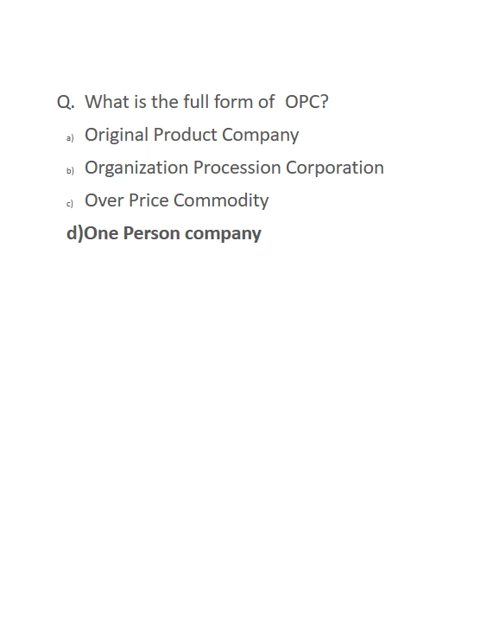 Q. What is the full form of OPC?
a) Original Product Company
b) Organization Procession Corporation
c) Over Price Commodity
d)One Person company